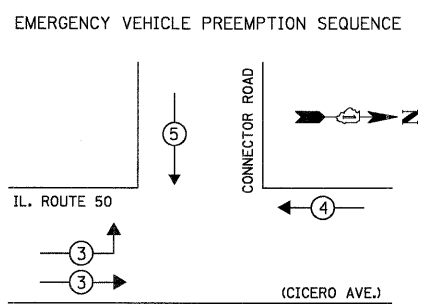 EMERGENCY VEHICLE PREEMPTION SEQUENCE
CONNECTOR ROAD
5
IL. ROUTE 50
4
3
3
(CICERO AVE.)